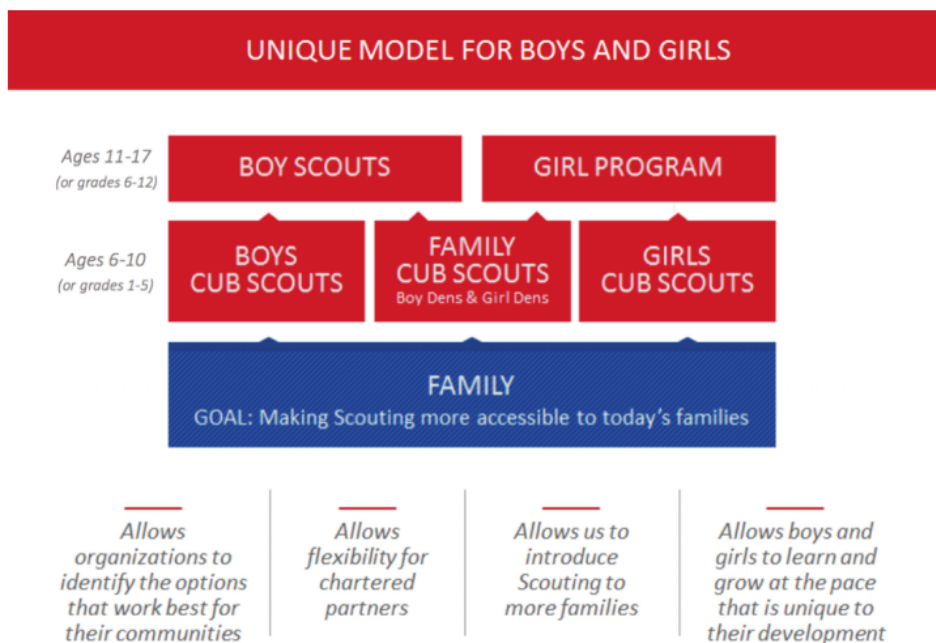 UNIQUE MODEL FOR BOYS AND GIRLS
Ages 11-17
(or grades 6-12)
BOY SCOUTS
GIRL PROGRAM
Ages 6-10
(or grades 1-5)
BOYS
CUB SCOUTS
FAMILY
CUB SCOUTS
Boy Dens & Girl Dens
GIRLS
CUB SCOUTS
FAMILY
GOAL: Making Scouting more accessible to today's families
Allows
organizations to
identify the options
that work best for
their communities
Allows
flexibility for
chartered
partners
Allows us to
introduce
Scouting to
more families
Allows boys and
girls to learn and
grow at the pace
that is unique to
their development